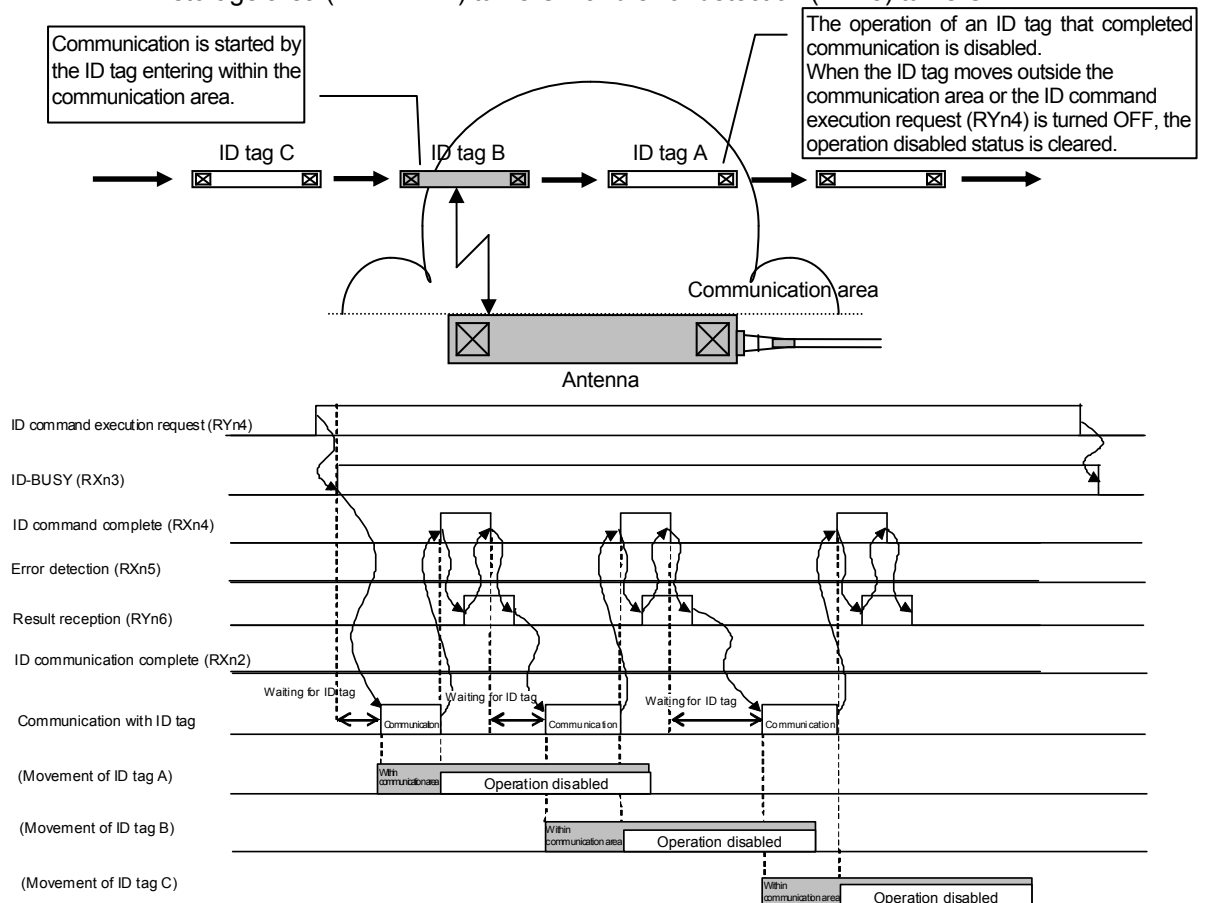 Communication is started by
the ID tag entering within the
communication area.
The operation of an ID tag that completed
communication is disabled.
When the ID tag moves outside the
communication area or the ID command
execution request (RYn4) is turned OFF, the
operation disabled status is cleared.
ID tag C
ID tag B
ID tag A
Communication area
Antenna
ID command execution request (RYn4)
ID-BUSY (RXn3)
ID command complete (RXn4)
Error detection (RXn5)
Result reception (RYn6)
ID communication complete (RXn2)
Waiting for ID tag
Waiting for ID tag
Waiting for ID tag
Communication with ID tag
Communication
Communication
Communication
(Movement of ID tag A)
Within
communication area
Operation disabled
(Movement of ID tag B)
Within
communication area
Operation disabled
(Movement of ID tag C)
Within
communication area
Operation disabled